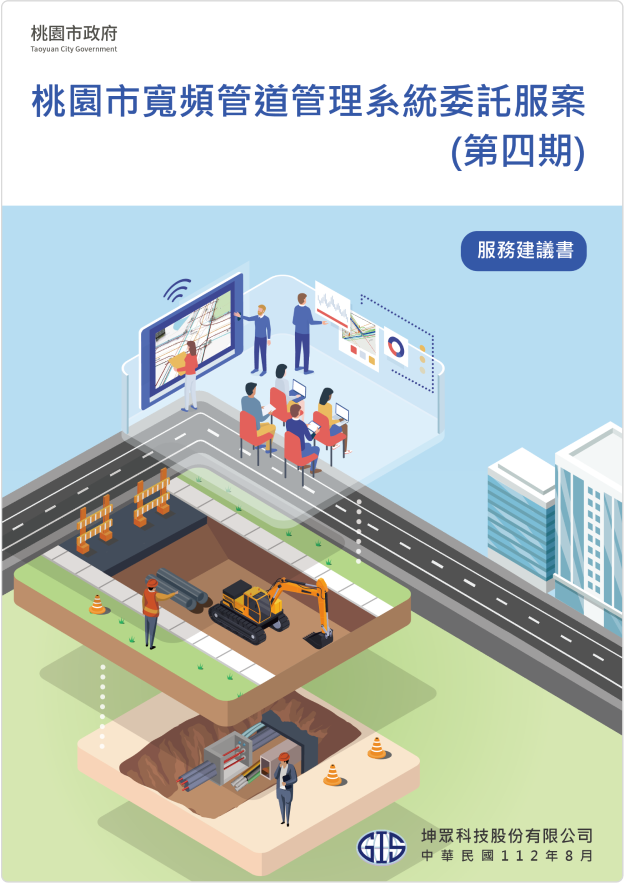 桃園市政府
Taoyuan City Government
桃園市寬頻管道管理系統委託服案
(第四期)
服務建議書
GIS
坤眾科技股份有限公司
中華民國112年8月